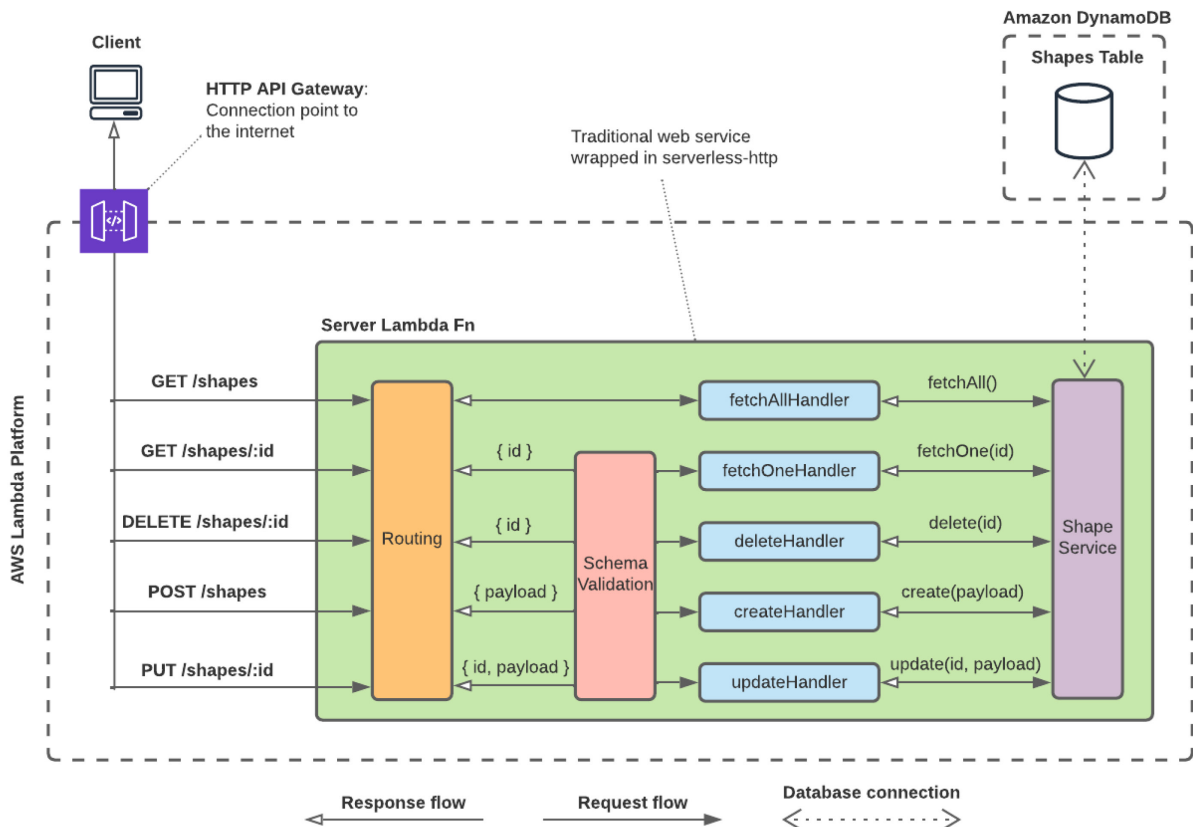 Amazon DynamoDB
Client
Shapes Table
HTTP API Gateway:
Connection point to
the internet
Traditional web service
wrapped in serverless-http
</>
Server Lambda Fn
AWS Lambda Platform
GET /shapes
fetchAllHandler
fetchAll()
GET /shapes/:id
{ id }
fetchOneHandler
fetchOne(id)
DELETE /shapes/:id
{ id }
deleteHandler
delete(id)
Routing
Schema
Validation
Shape
Service
POST /shapes
{ payload }
createHandler
create(payload)
PUT /shapes/:id
{ id, payload }
updateHandler
update(id, payload)
Response flow
Request flow
Database connection